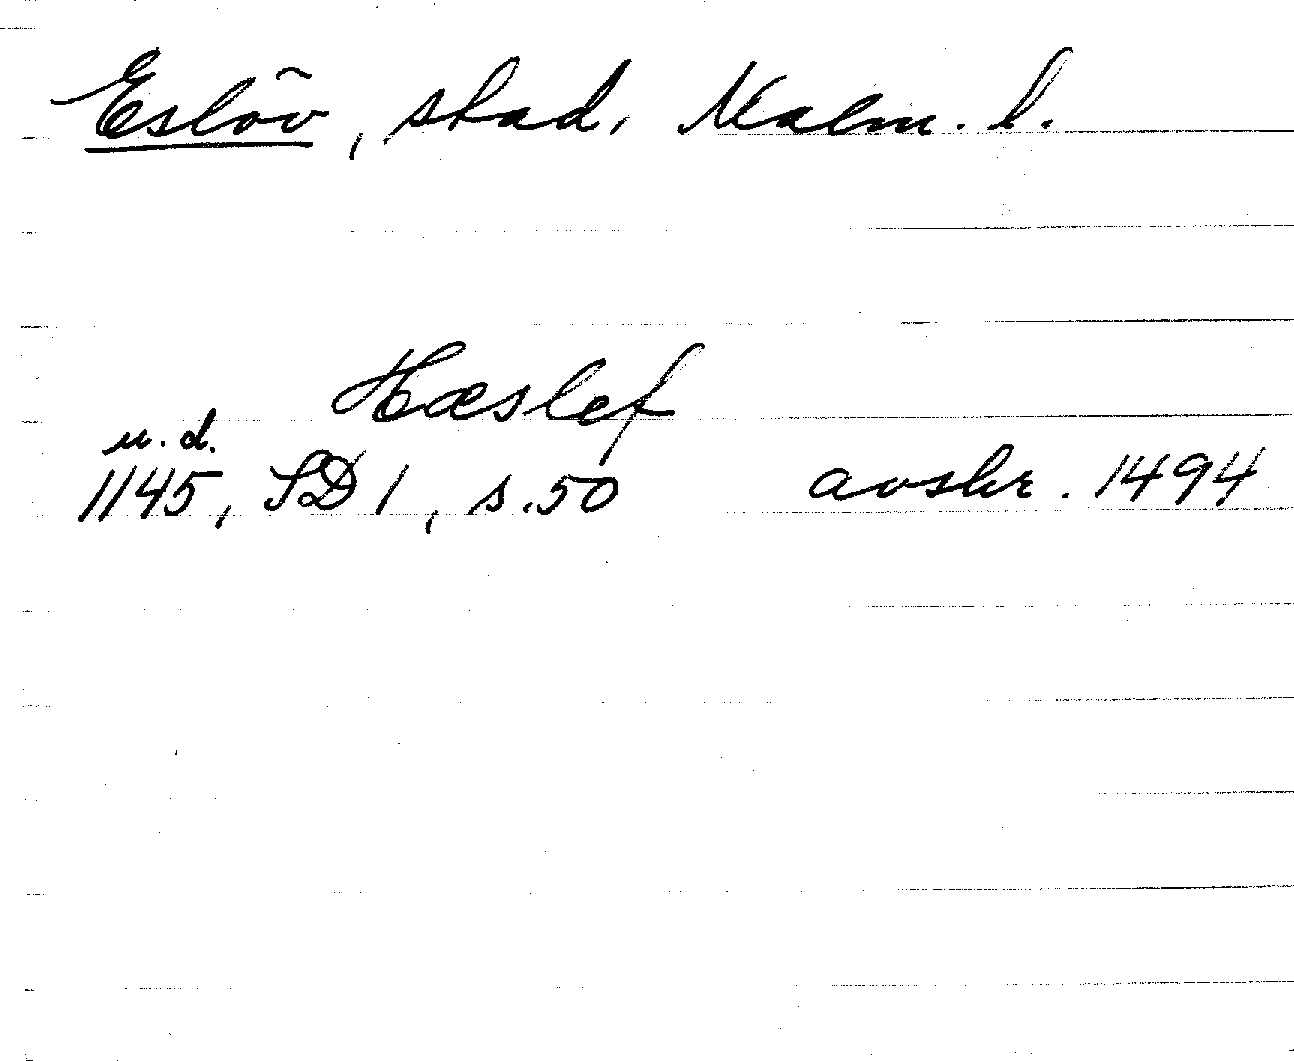 Eslöv, stad, Malm. l.
Hæslef
u. d.
1145, SD 1, s. 50 avskr. 1494